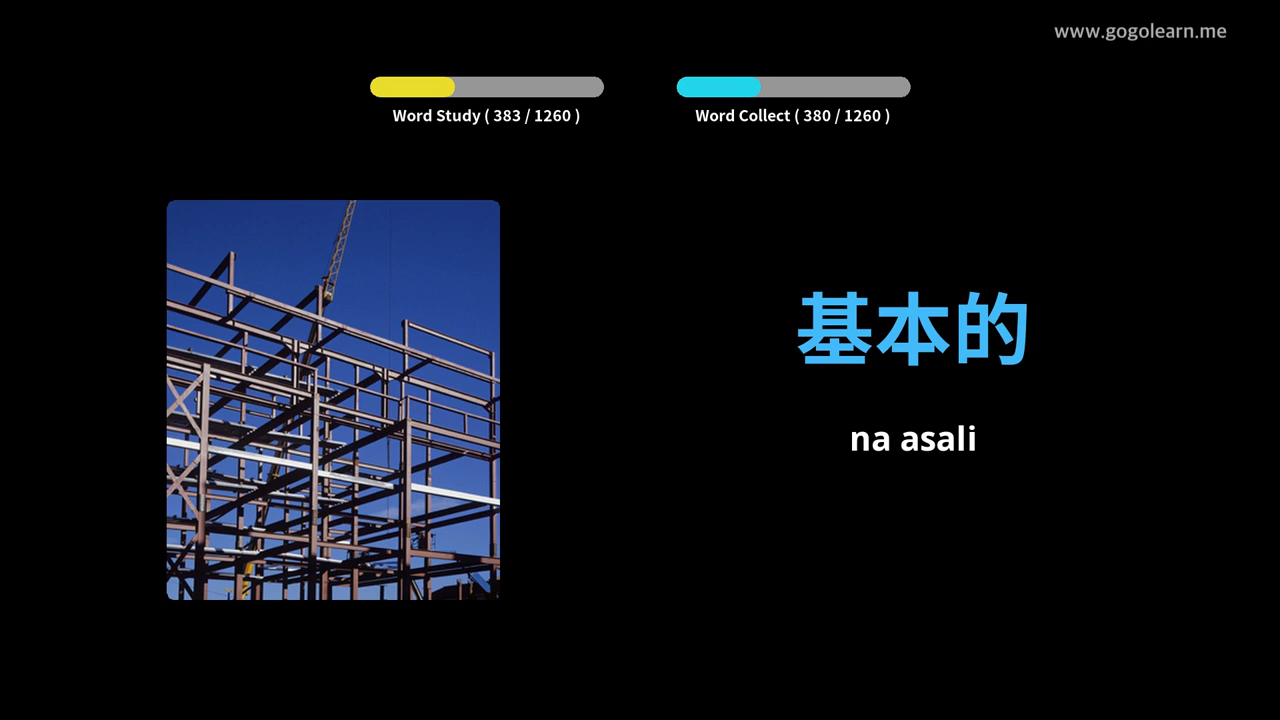 www.gogolearn.me
Word Study ( 383 / 1260 )
Word Collect ( 380 / 1260 )
基本的
na asali